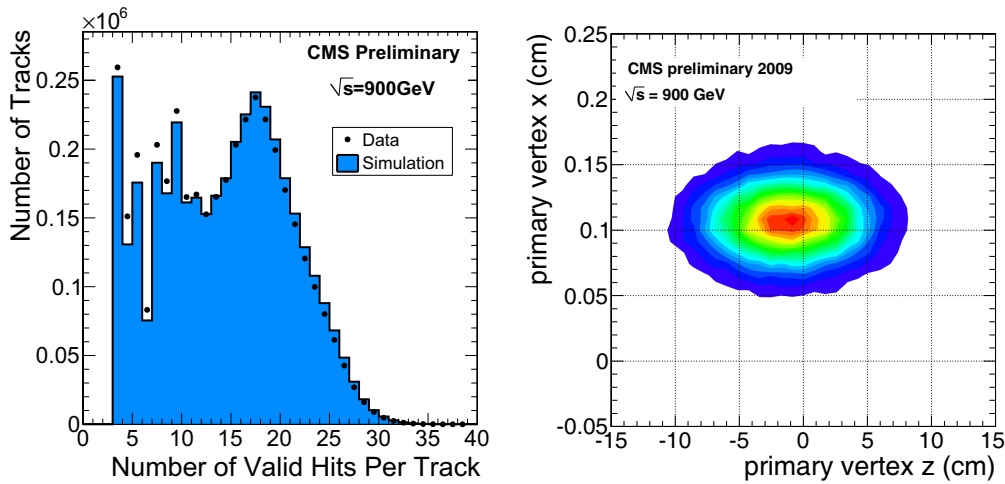 ×10⁶
Number of Tracks
0.25
0.2
0.15
0.1
0.05
0
CMS Preliminary
√s=900GeV
Data
Simulation
0 5 10 15 20 25 30 35 40
Number of Valid Hits Per Track
primary vertex x (cm)
0.25
0.2
0.15
0.1
0.05
0
-0.05
CMS preliminary 2009
√s = 900 GeV
-15 -10 -5 0 5 10 15
primary vertex z (cm)